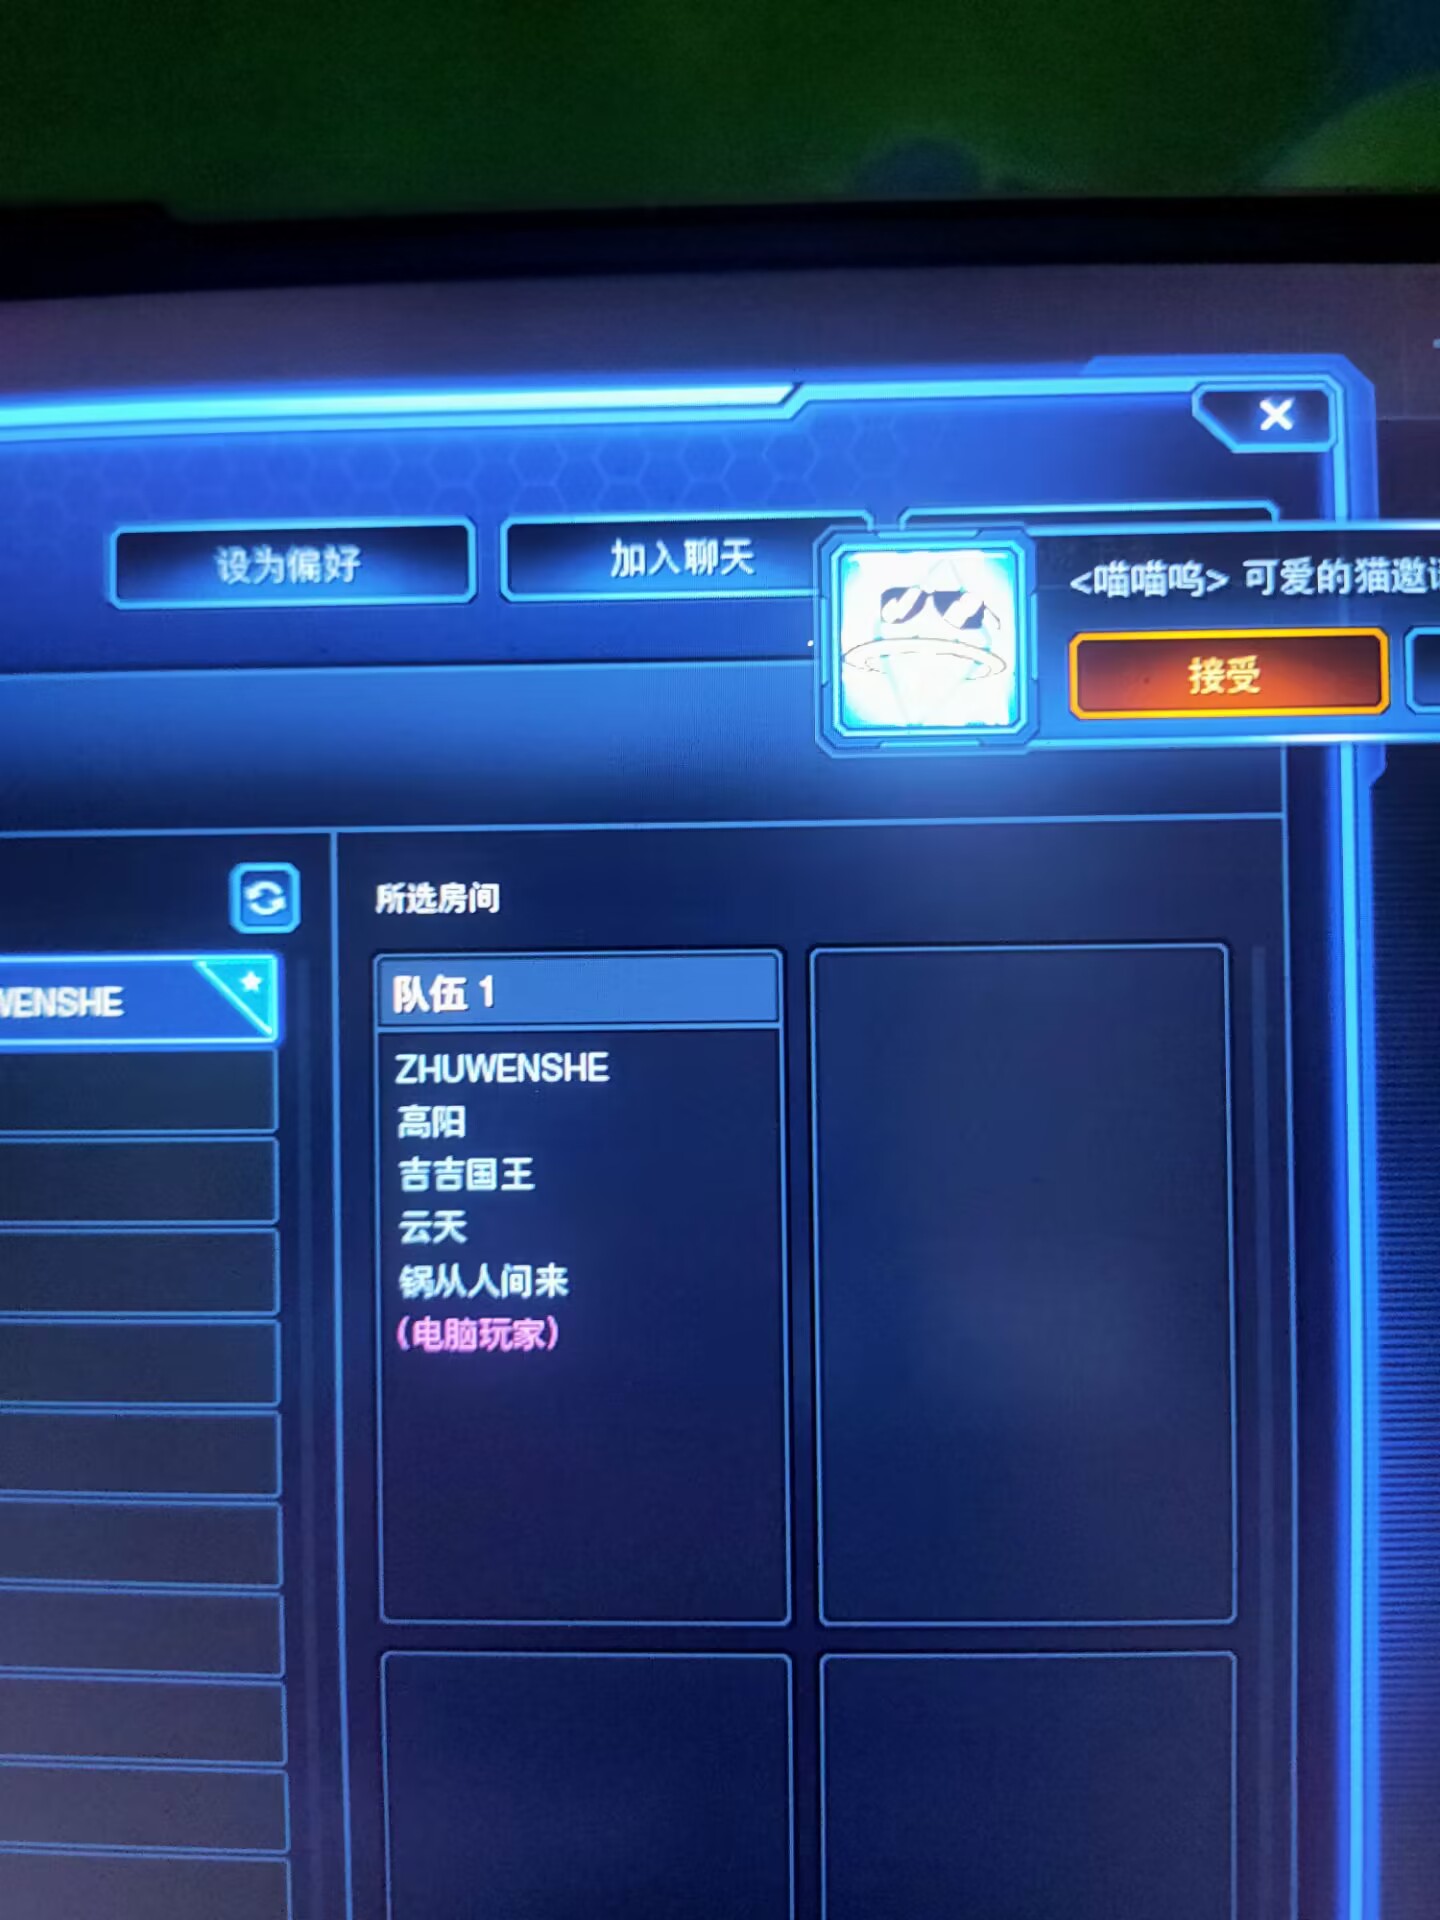 设为偏好
加入聊天
<喵喵呜> 可爱的猫邀
接受
所选房间
WENSHE
队伍 1
ZHUWENSHE
高阳
吉吉国王
云天
锅从人间来
(电脑玩家)